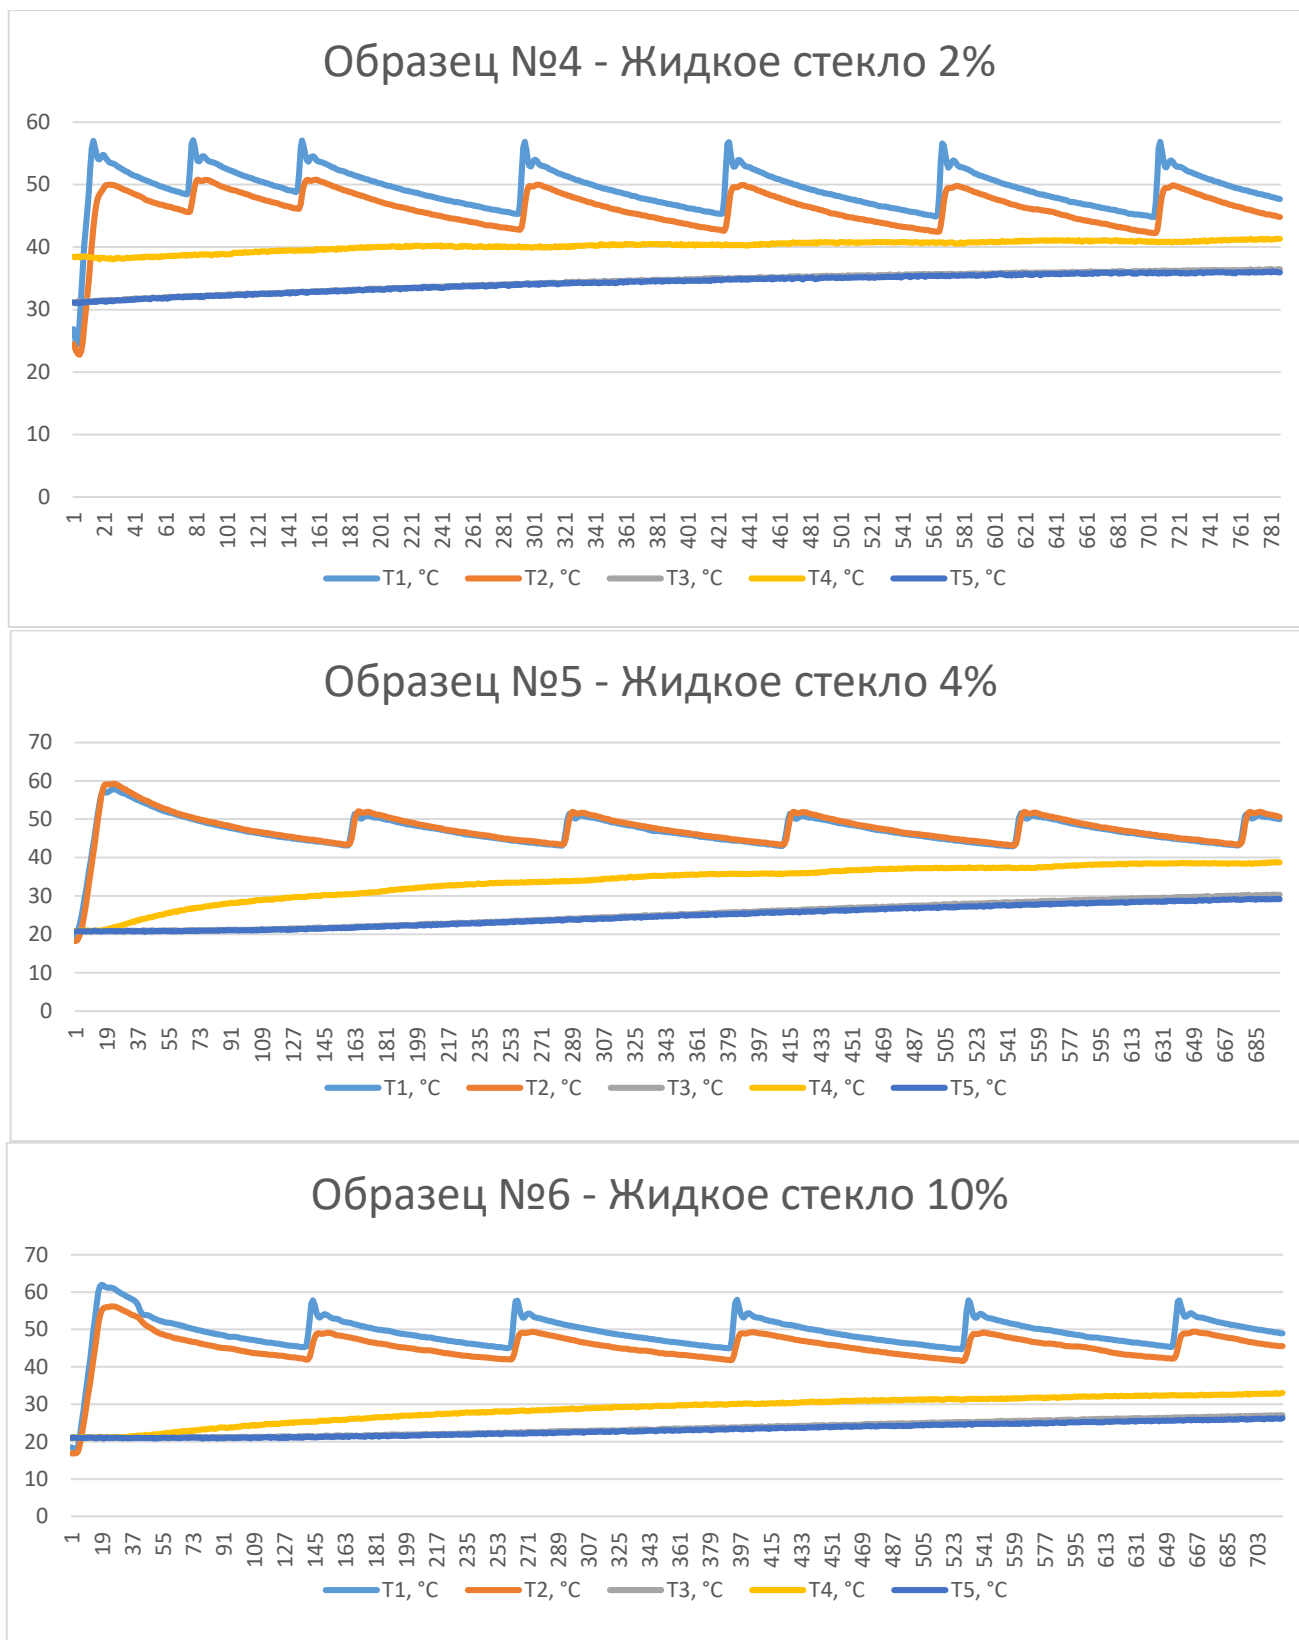 Образец №4 - Жидкое стекло 2%
60
50
40
30
20
10
0
1 21 41 61 81 101 121 141 161 181 201 221 241 261 281 301 321 341 361 381 401 421 441 461 481 501 521 541 561 581 601 621 641 661 681 701 721 741 761 781
T1, °C T2, °C T3, °C T4, °C T5, °C
Образец №5 - Жидкое стекло 4%
70
60
50
40
30
20
10
0
1 19 37 55 73 91 109 127 145 163 181 199 217 235 253 271 289 307 325 343 361 379 397 415 433 451 469 487 505 523 541 559 577 595 613 631 649 667 685
T1, °C T2, °C T3, °C T4, °C T5, °C
Образец №6 - Жидкое стекло 10%
70
60
50
40
30
20
10
0
1 19 37 55 73 91 109 127 145 163 181 199 217 235 253 271 289 307 325 343 361 379 397 415 433 451 469 487 505 523 541 559 577 595 613 631 649 667 685 703
T1, °C T2, °C T3, °C T4, °C T5, °C